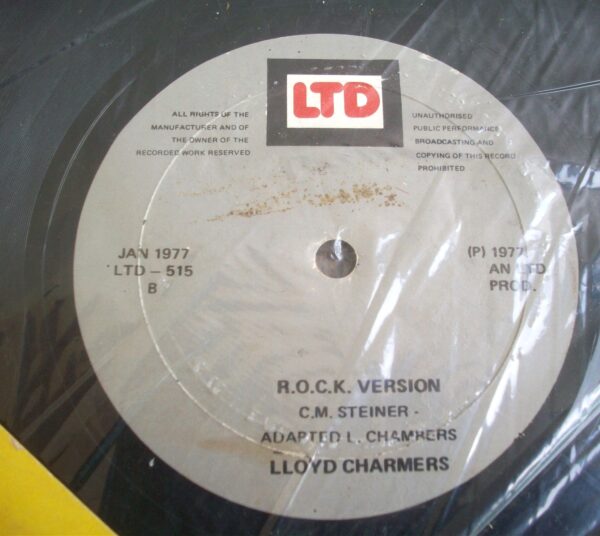 LTD
ALL RIGHTS OF THE
MANUFACTURER AND OF
THE OWNER OF THE
RECORDED WORK RESERVED
UNAUTHORISED
PUBLIC PERFORMANCE
BROADCASTING AND
COPYING OF THIS RECORD
PROHIBITED
JAN 1977
LTD – 515
B
(P) 1977
AN LTD
PROD.
R.O.C.K. VERSION
C.M. STEINER -
ADAPTED L. CHAMBERS
LLOYD CHARMERS